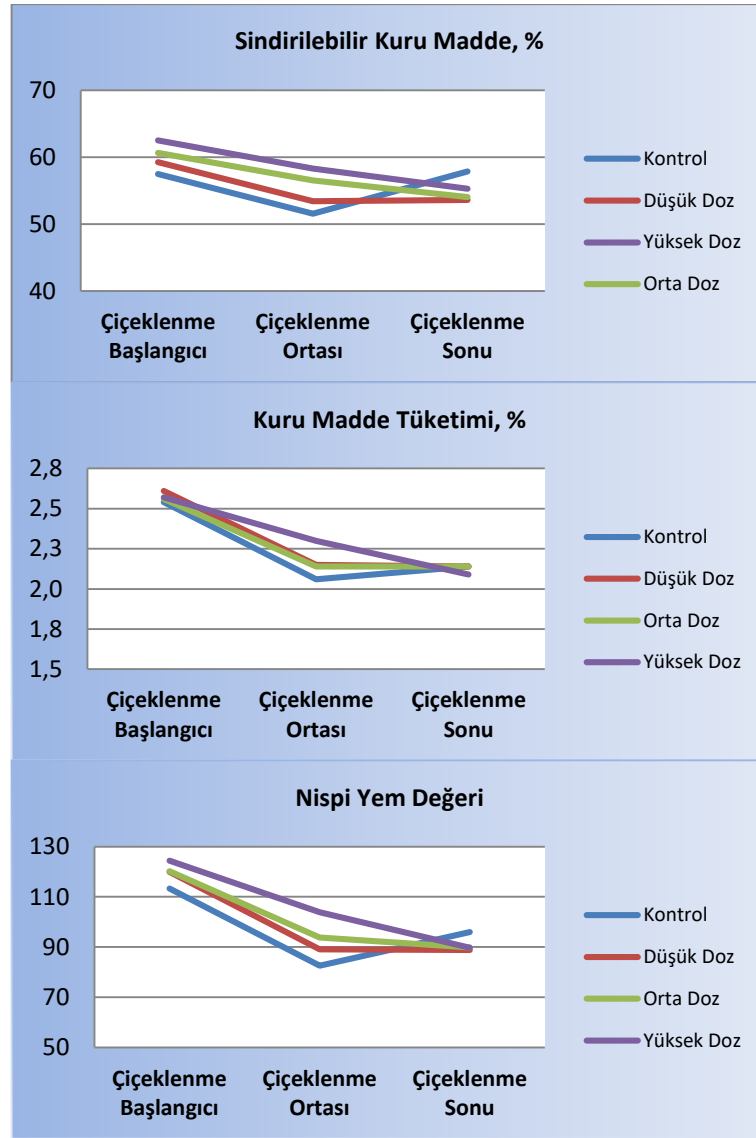 Sindirilebilir Kuru Madde, %
70
60
50
40
Çiçeklenme Başlangıcı
Çiçeklenme Ortası
Çiçeklenme Sonu
Kontrol
Düşük Doz
Yüksek Doz
Orta Doz
Kuru Madde Tüketimi, %
2,8
2,5
2,3
2,0
1,8
1,5
Çiçeklenme Başlangıcı
Çiçeklenme Ortası
Çiçeklenme Sonu
Kontrol
Düşük Doz
Orta Doz
Yüksek Doz
Nispi Yem Değeri
130
110
90
70
50
Çiçeklenme Başlangıcı
Çiçeklenme Ortası
Çiçeklenme Sonu
Kontrol
Düşük Doz
Orta Doz
Yüksek Doz